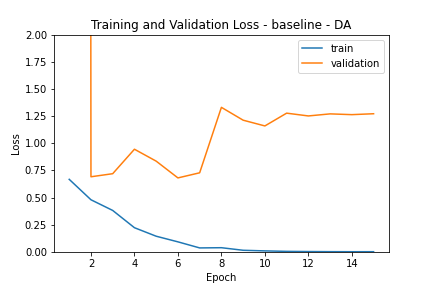 Training and Validation Loss - baseline - DA
train
validation
Loss
2.00
1.75
1.50
1.25
1.00
0.75
0.50
0.25
0.00
2 4 6 8 10 12 14
Epoch